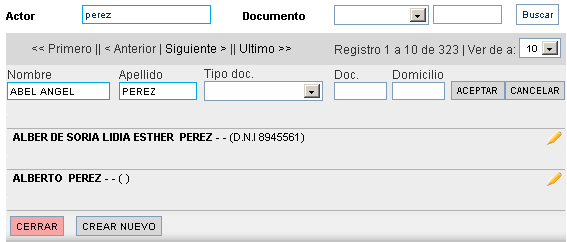 Actor perez Documento Buscar
<< Primero || < Anterior | Siguiente > || Ultimo >> Registro 1 a 10 de 323 | Ver de a: 10
Nombre Apellido Tipo doc. Doc. Domicilio
ABEL ANGEL PEREZ ACEPTAR CANCELAR
ALBER DE SORIA LIDIA ESTHER PEREZ - - (D.N.I 8945561)
ALBERTO PEREZ - - ( )
CERRAR CREAR NUEVO